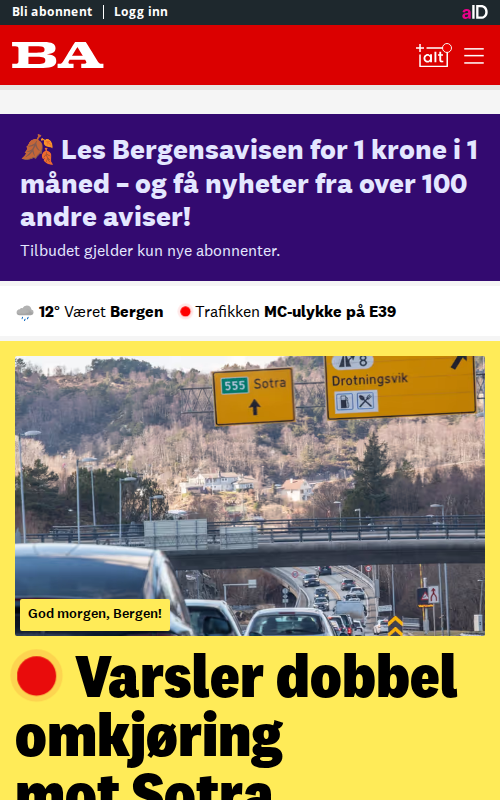 Bli abonnent | Logg inn
aID
BA
+alt
🍂 Les Bergensavisen for 1 krone i 1
måned – og få nyheter fra over 100
andre aviser!
Tilbudet gjelder kun nye abonnenter.
12° Været Bergen Trafikken MC-ulykke på E39
8
555 Sotra
Drotningsvik
God morgen, Bergen!
Varsler dobbel
omkjøring
mot Sotra